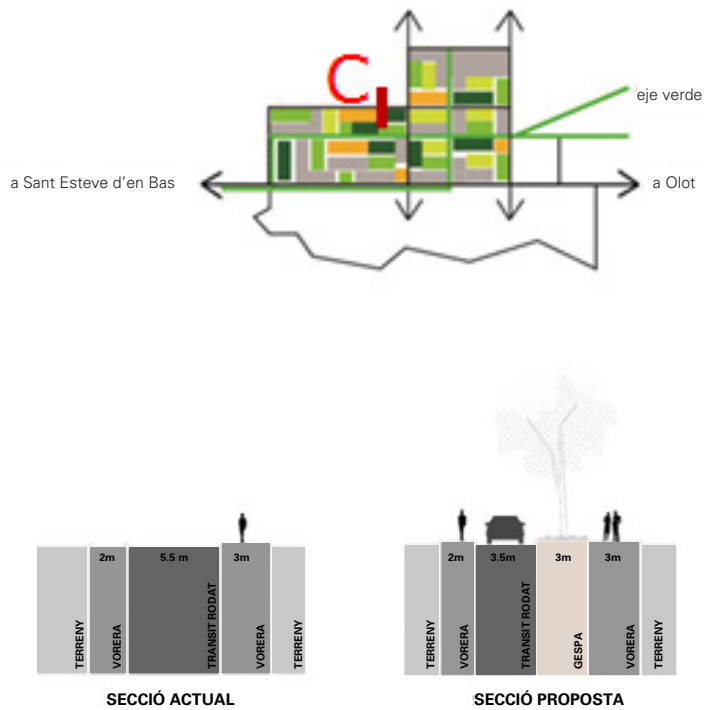 C
eje verde
a Sant Esteve d'en Bas
a Olot
2m
5.5 m
3m
TERRENY
VORERA
TRANSIT RODAT
VORERA
TERRENY
SECCIÓ ACTUAL
2m
3.5m
3m
3m
TERRENY
VORERA
TRANSIT RODAT
GESPA
VORERA
TERRENY
SECCIÓ PROPOSTA